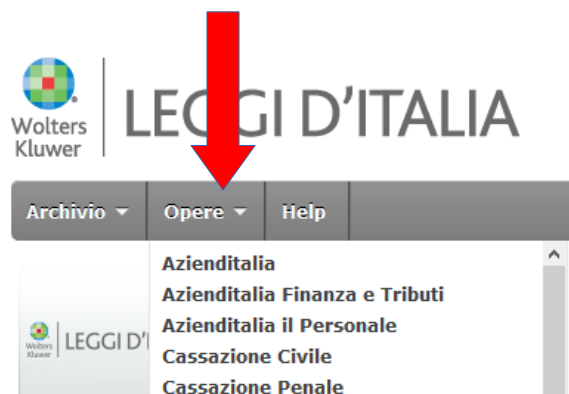 Wolters
Kluwer
LEGGI D'ITALIA
Archivio Opere Help
Azienditalia
Azienditalia Finanza e Tributi
Azienditalia il Personale
Wolters
Kluwer
LEGGI D'I
Cassazione Civile
Cassazione Penale